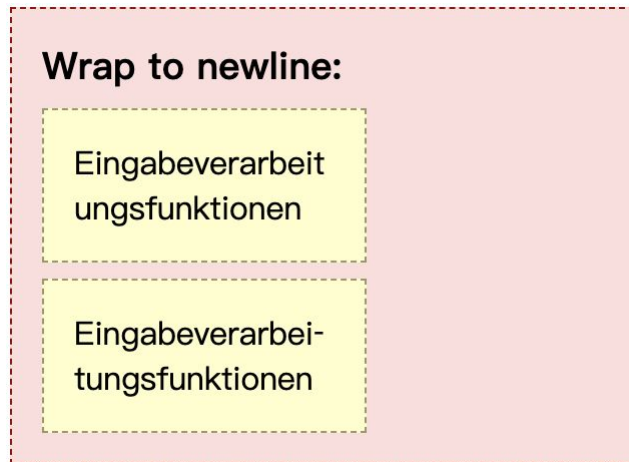 Wrap to newline:
Eingabeverarbeit
ungsfunktionen
Eingabeverarbei-
tungsfunktionen